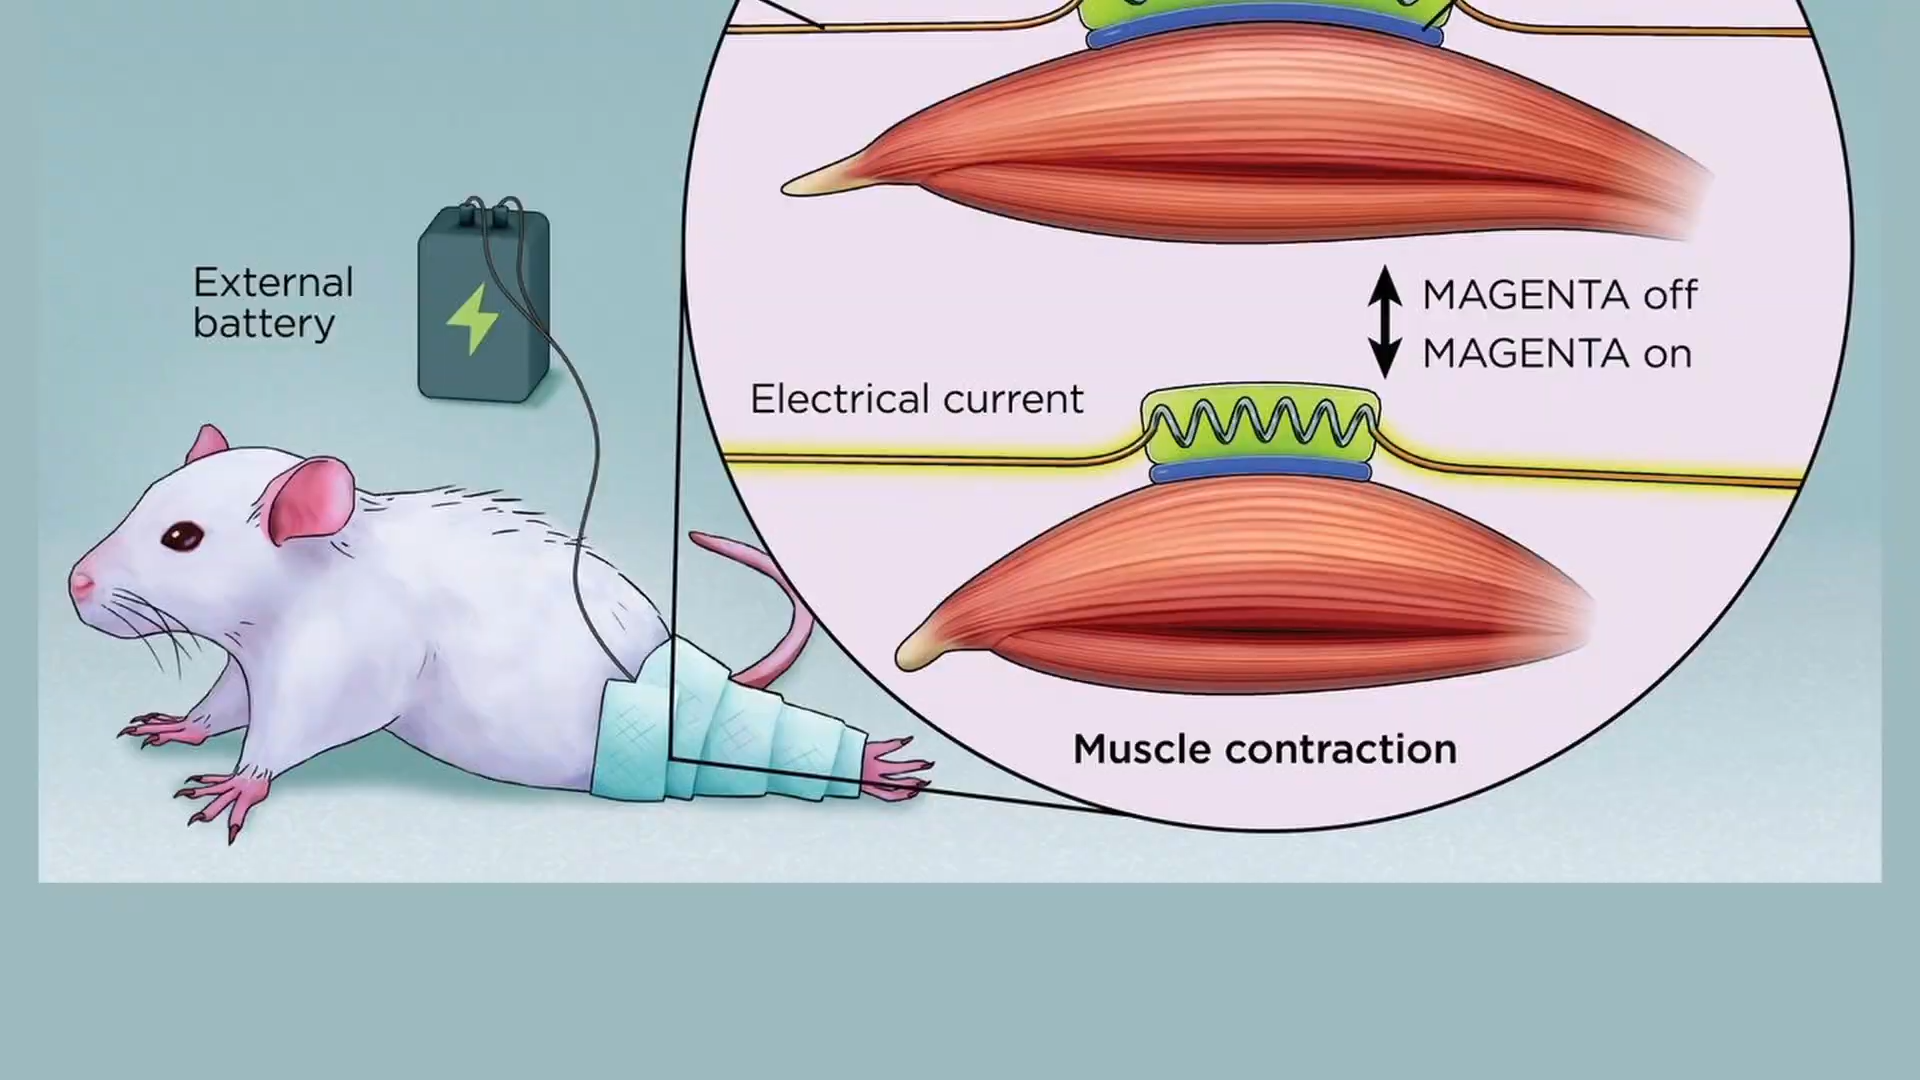 External
battery
MAGENTA off
MAGENTA on
Electrical current
Muscle contraction